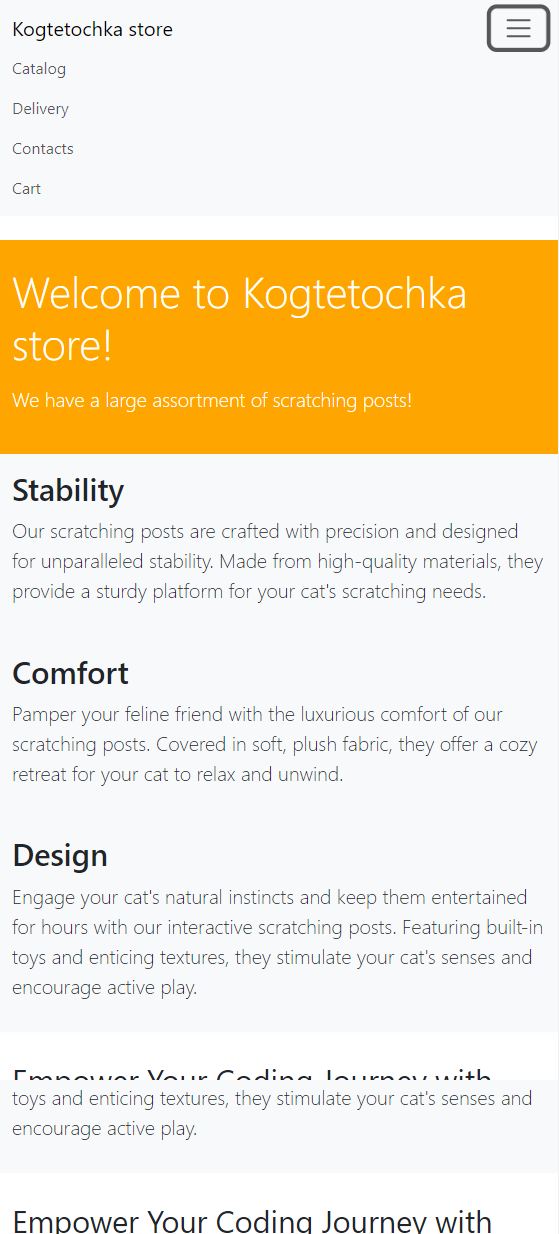 Kogtetochka store
Catalog
Delivery
Contacts
Cart
Welcome to Kogtetochka
store!
We have a large assortment of scratching posts!
Stability
Our scratching posts are crafted with precision and designed
for unparalleled stability. Made from high-quality materials, they
provide a sturdy platform for your cat's scratching needs.
Comfort
Pamper your feline friend with the luxurious comfort of our
scratching posts. Covered in soft, plush fabric, they offer a cozy
retreat for your cat to relax and unwind.
Design
Engage your cat's natural instincts and keep them entertained
for hours with our interactive scratching posts. Featuring built-in
toys and enticing textures, they stimulate your cat's senses and
encourage active play.
Empower Your Coding Journey with
toys and enticing textures, they stimulate your cat's senses and
encourage active play.
Empower Your Coding Journey with